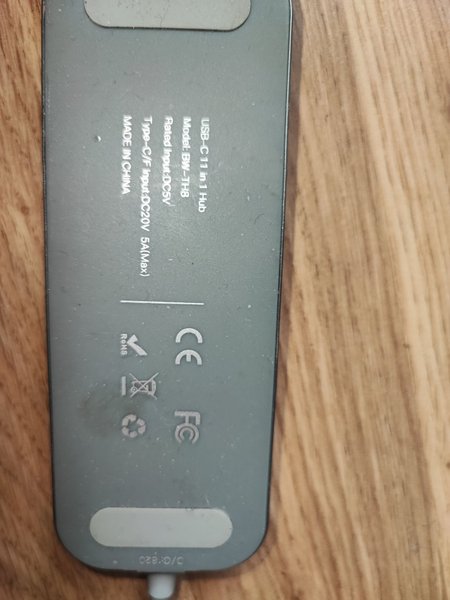 USB-C 11 in 1 Hub
Model: BW-TH8
Rated Input:DC5V
Type-C/F Input:DC20V 5A(Max)
MADE IN CHINA
CE
FC
RoHS